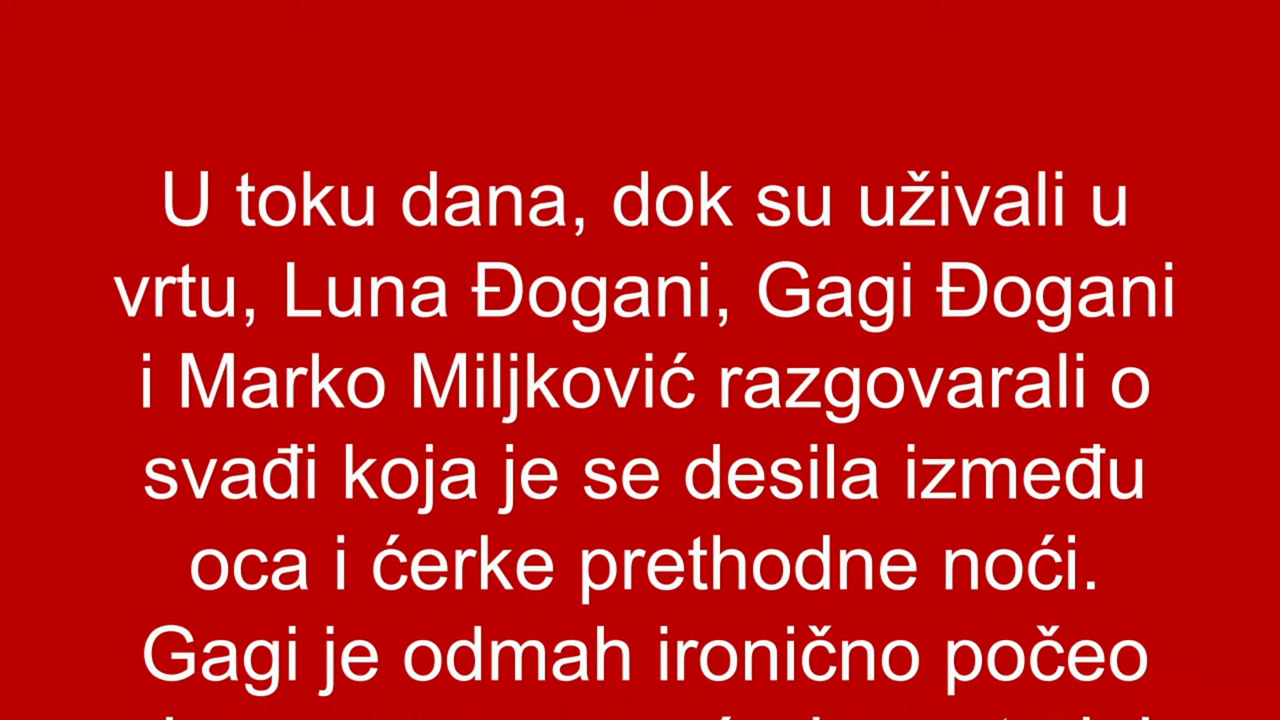 U toku dana, dok su uživali u
vrtu, Luna Đogani, Gagi Đogani
i Marko Miljković razgovarali o
svađi koja je se desila između
oca i ćerke prethodne noći.
Gagi je odmah ironično počeo